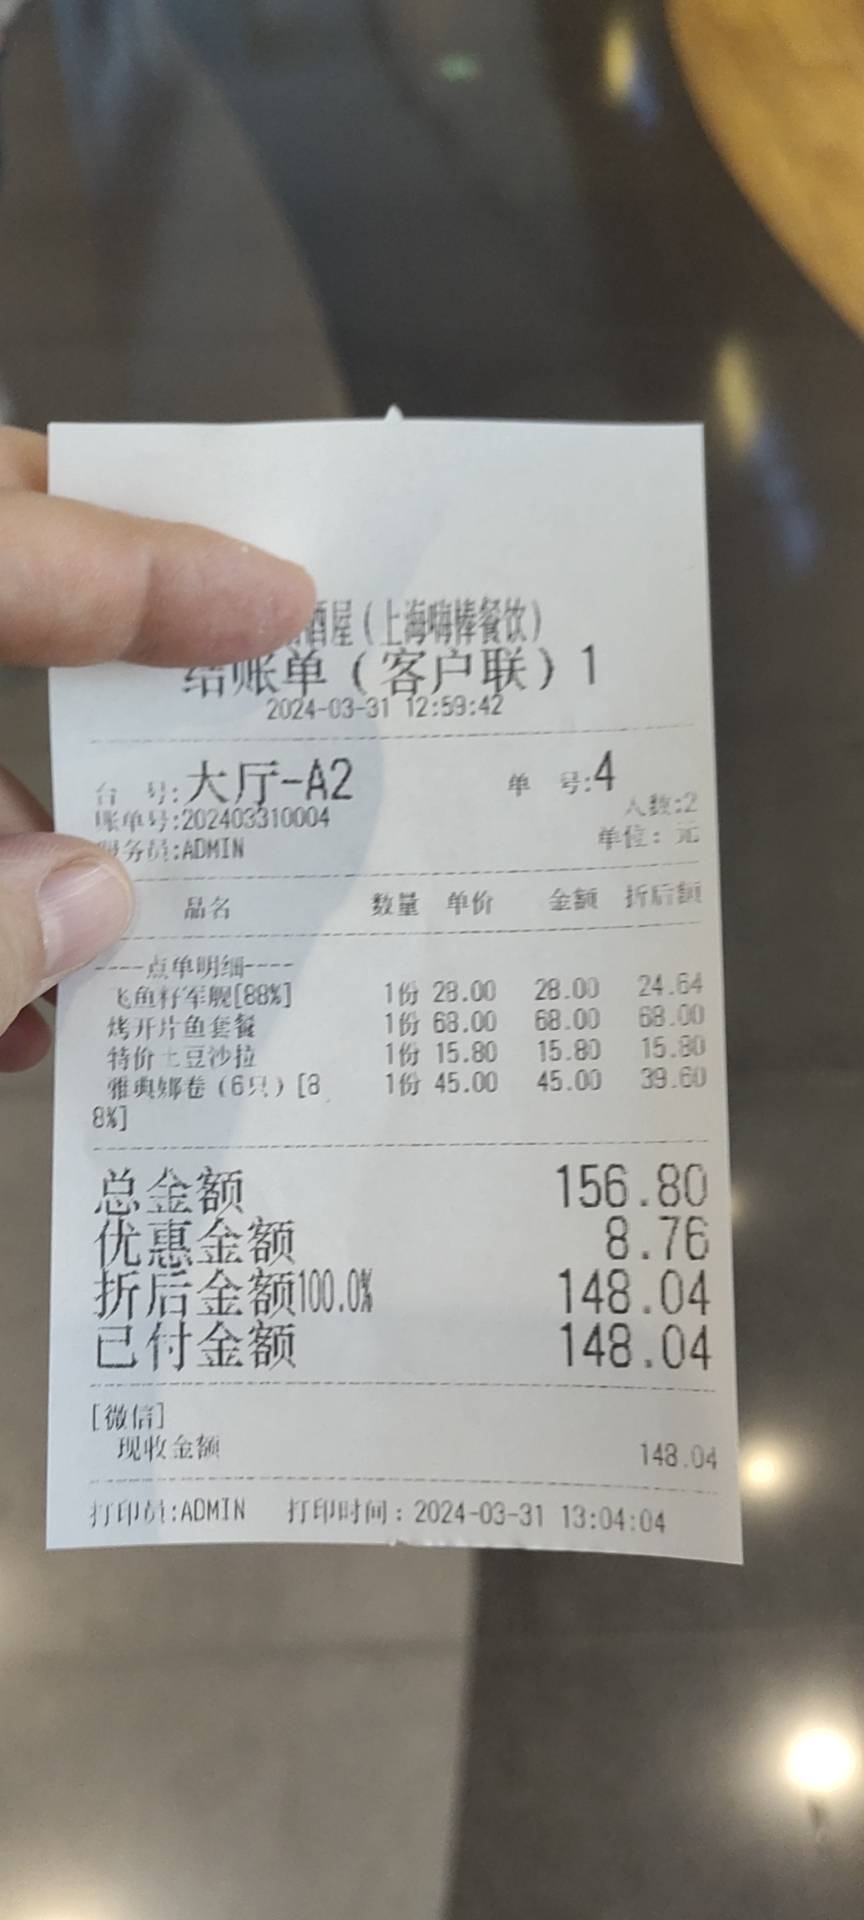 酒屋（上海嗨棒餐饮）
结账单（客户联）1
2024-03-31 12:59:42
台 号:大厅-A2 单 号:4
人数:2
账单号:202403310004
单位: 元
服务员:ADMIN
品名 数量 单价 金额 折后额
----点单明细----
飞鱼籽军舰[88%] 1份 28.00 28.00 24.64
烤开片鱼套餐 1份 68.00 68.00 68.00
特价土豆沙拉 1份 15.80 15.80 15.80
雅典娜卷（6只）[8 1份 45.00 45.00 39.60
8%]
总金额 156.80
优惠金额 8.76
折后金额100.0% 148.04
已付金额 148.04
[微信]
现收金额 148.04
打印员:ADMIN 打印时间：2024-03-31 13:04:04